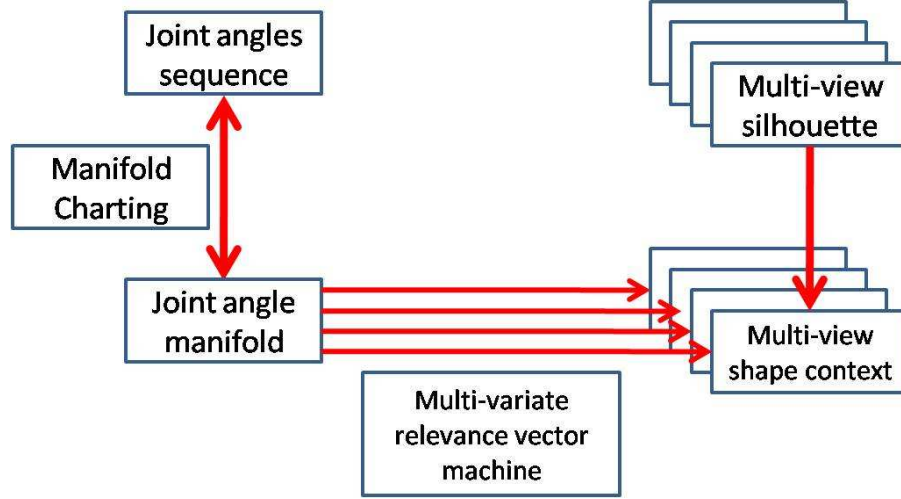 Joint angles
sequence
Multi-view
silhouette
Manifold
Charting
Joint angle
manifold
Multi-view
shape context
Multi-variate
relevance vector
machine